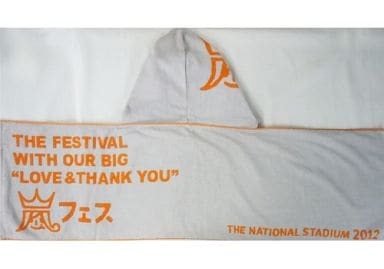 嵐
THE FESTIVAL
WITH OUR BIG
“LOVE&THANK YOU”
嵐フェス
THE NATIONAL STADIUM 2012